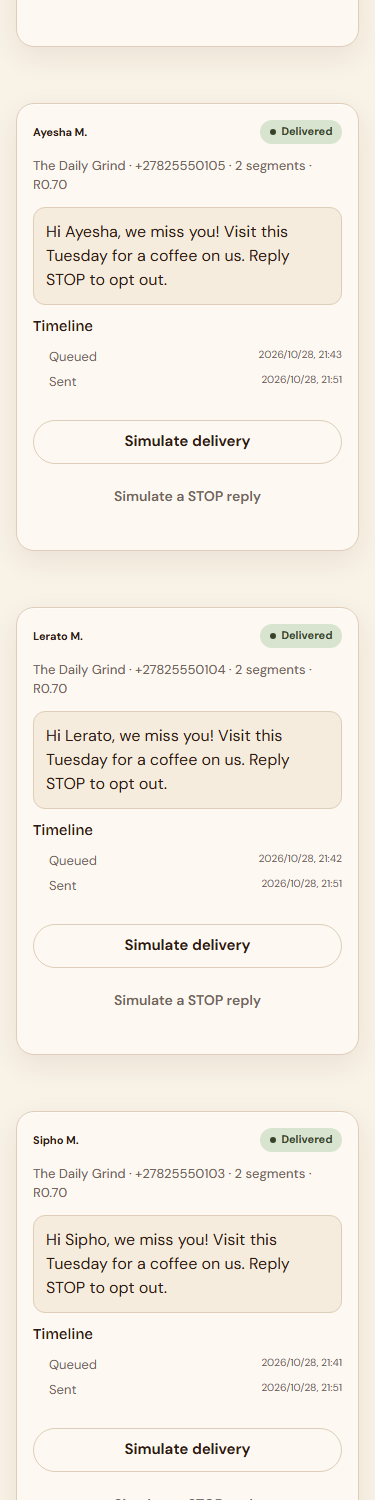 Ayesha M.
Delivered
The Daily Grind · +27825550105 · 2 segments ·
R0.70
Hi Ayesha, we miss you! Visit this
Tuesday for a coffee on us. Reply
STOP to opt out.
Timeline
Queued 2026/10/28, 21:43
Sent 2026/10/28, 21:51
Simulate delivery
Simulate a STOP reply
Lerato M.
Delivered
The Daily Grind · +27825550104 · 2 segments ·
R0.70
Hi Lerato, we miss you! Visit this
Tuesday for a coffee on us. Reply
STOP to opt out.
Timeline
Queued 2026/10/28, 21:42
Sent 2026/10/28, 21:51
Simulate delivery
Simulate a STOP reply
Sipho M.
Delivered
The Daily Grind · +27825550103 · 2 segments ·
R0.70
Hi Sipho, we miss you! Visit this
Tuesday for a coffee on us. Reply
STOP to opt out.
Timeline
Queued 2026/10/28, 21:41
Sent 2026/10/28, 21:51
Simulate delivery